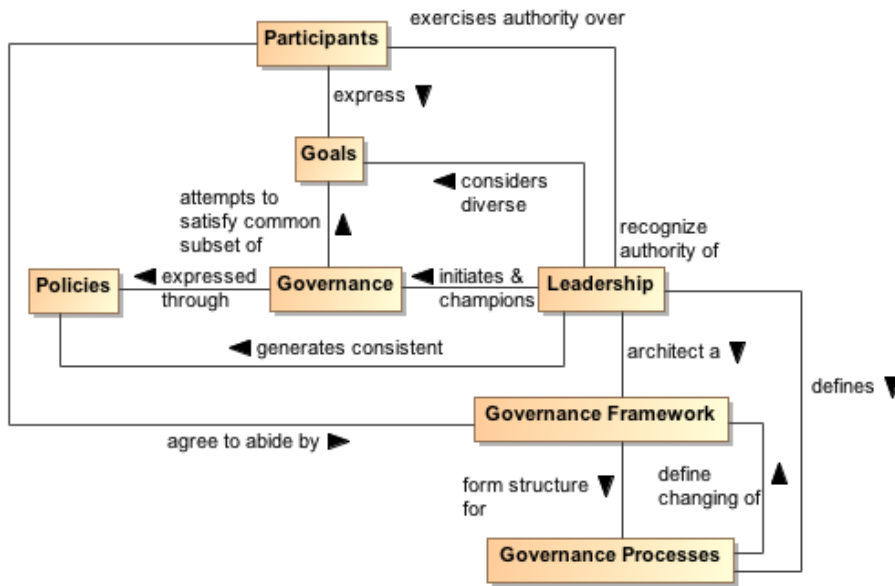 exercises authority over
Participants
express
Goals
considers
diverse
attempts to
satisfy common
subset of
recognize
authority of
Policies
expressed
through
Governance
initiates &
champions
Leadership
generates consistent
architect a
defines
Governance Framework
agree to abide by
form structure
for
define
changing of
Governance Processes